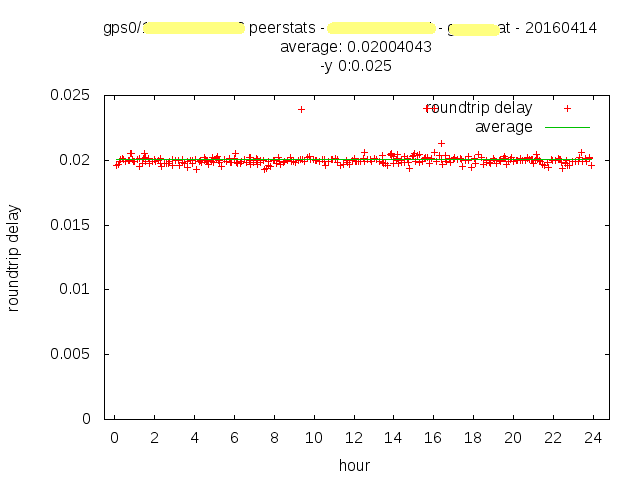 gps0/ peerstats - - - 20160414
average: 0.02004043
-y 0:0.025
0.025
roundtrip delay
average
0.02
0.015
0.01
0.005
0
roundtrip delay
0 2 4 6 8 10 12 14 16 18 20 22 24
hour